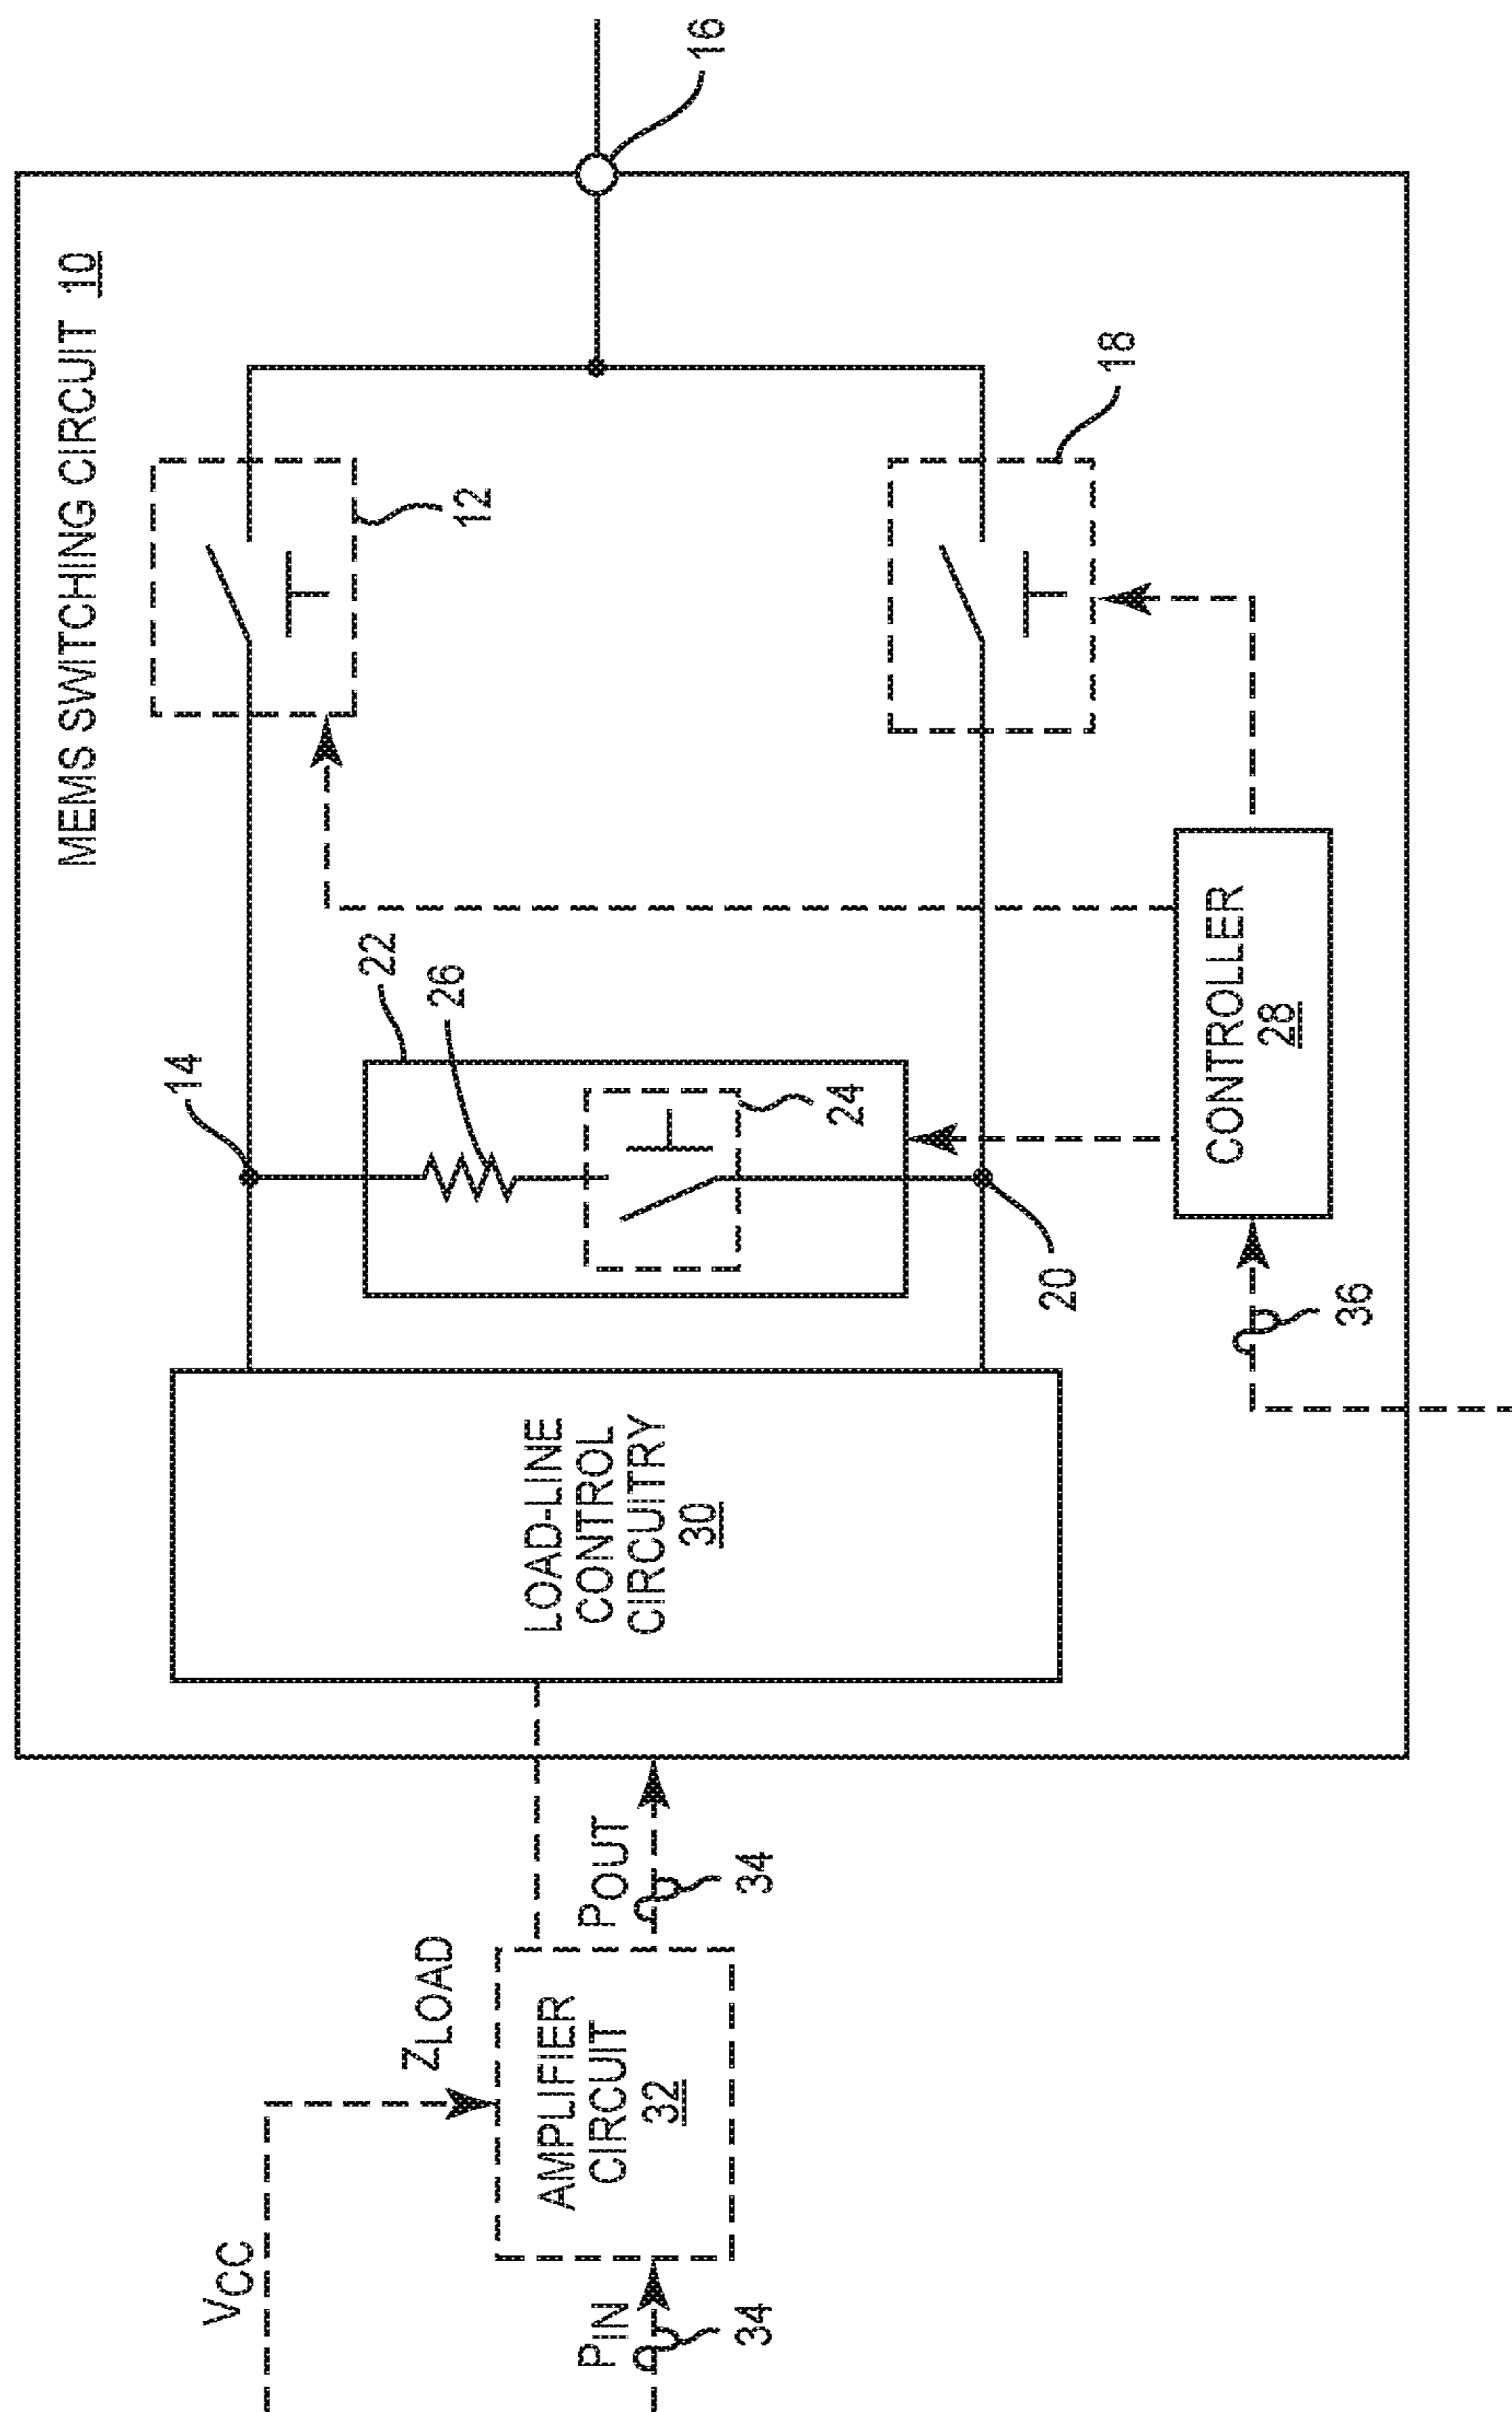 MEMS SWITCHING CIRCUIT 10
12
14
16
18
20
22
24
26
CONTROLLER
28
LOAD-LINE
CONTROL
CIRCUITRY
30
36
VCC
ZLOAD
AMPLIFIER
CIRCUIT
32
PIN
34
POUT
34